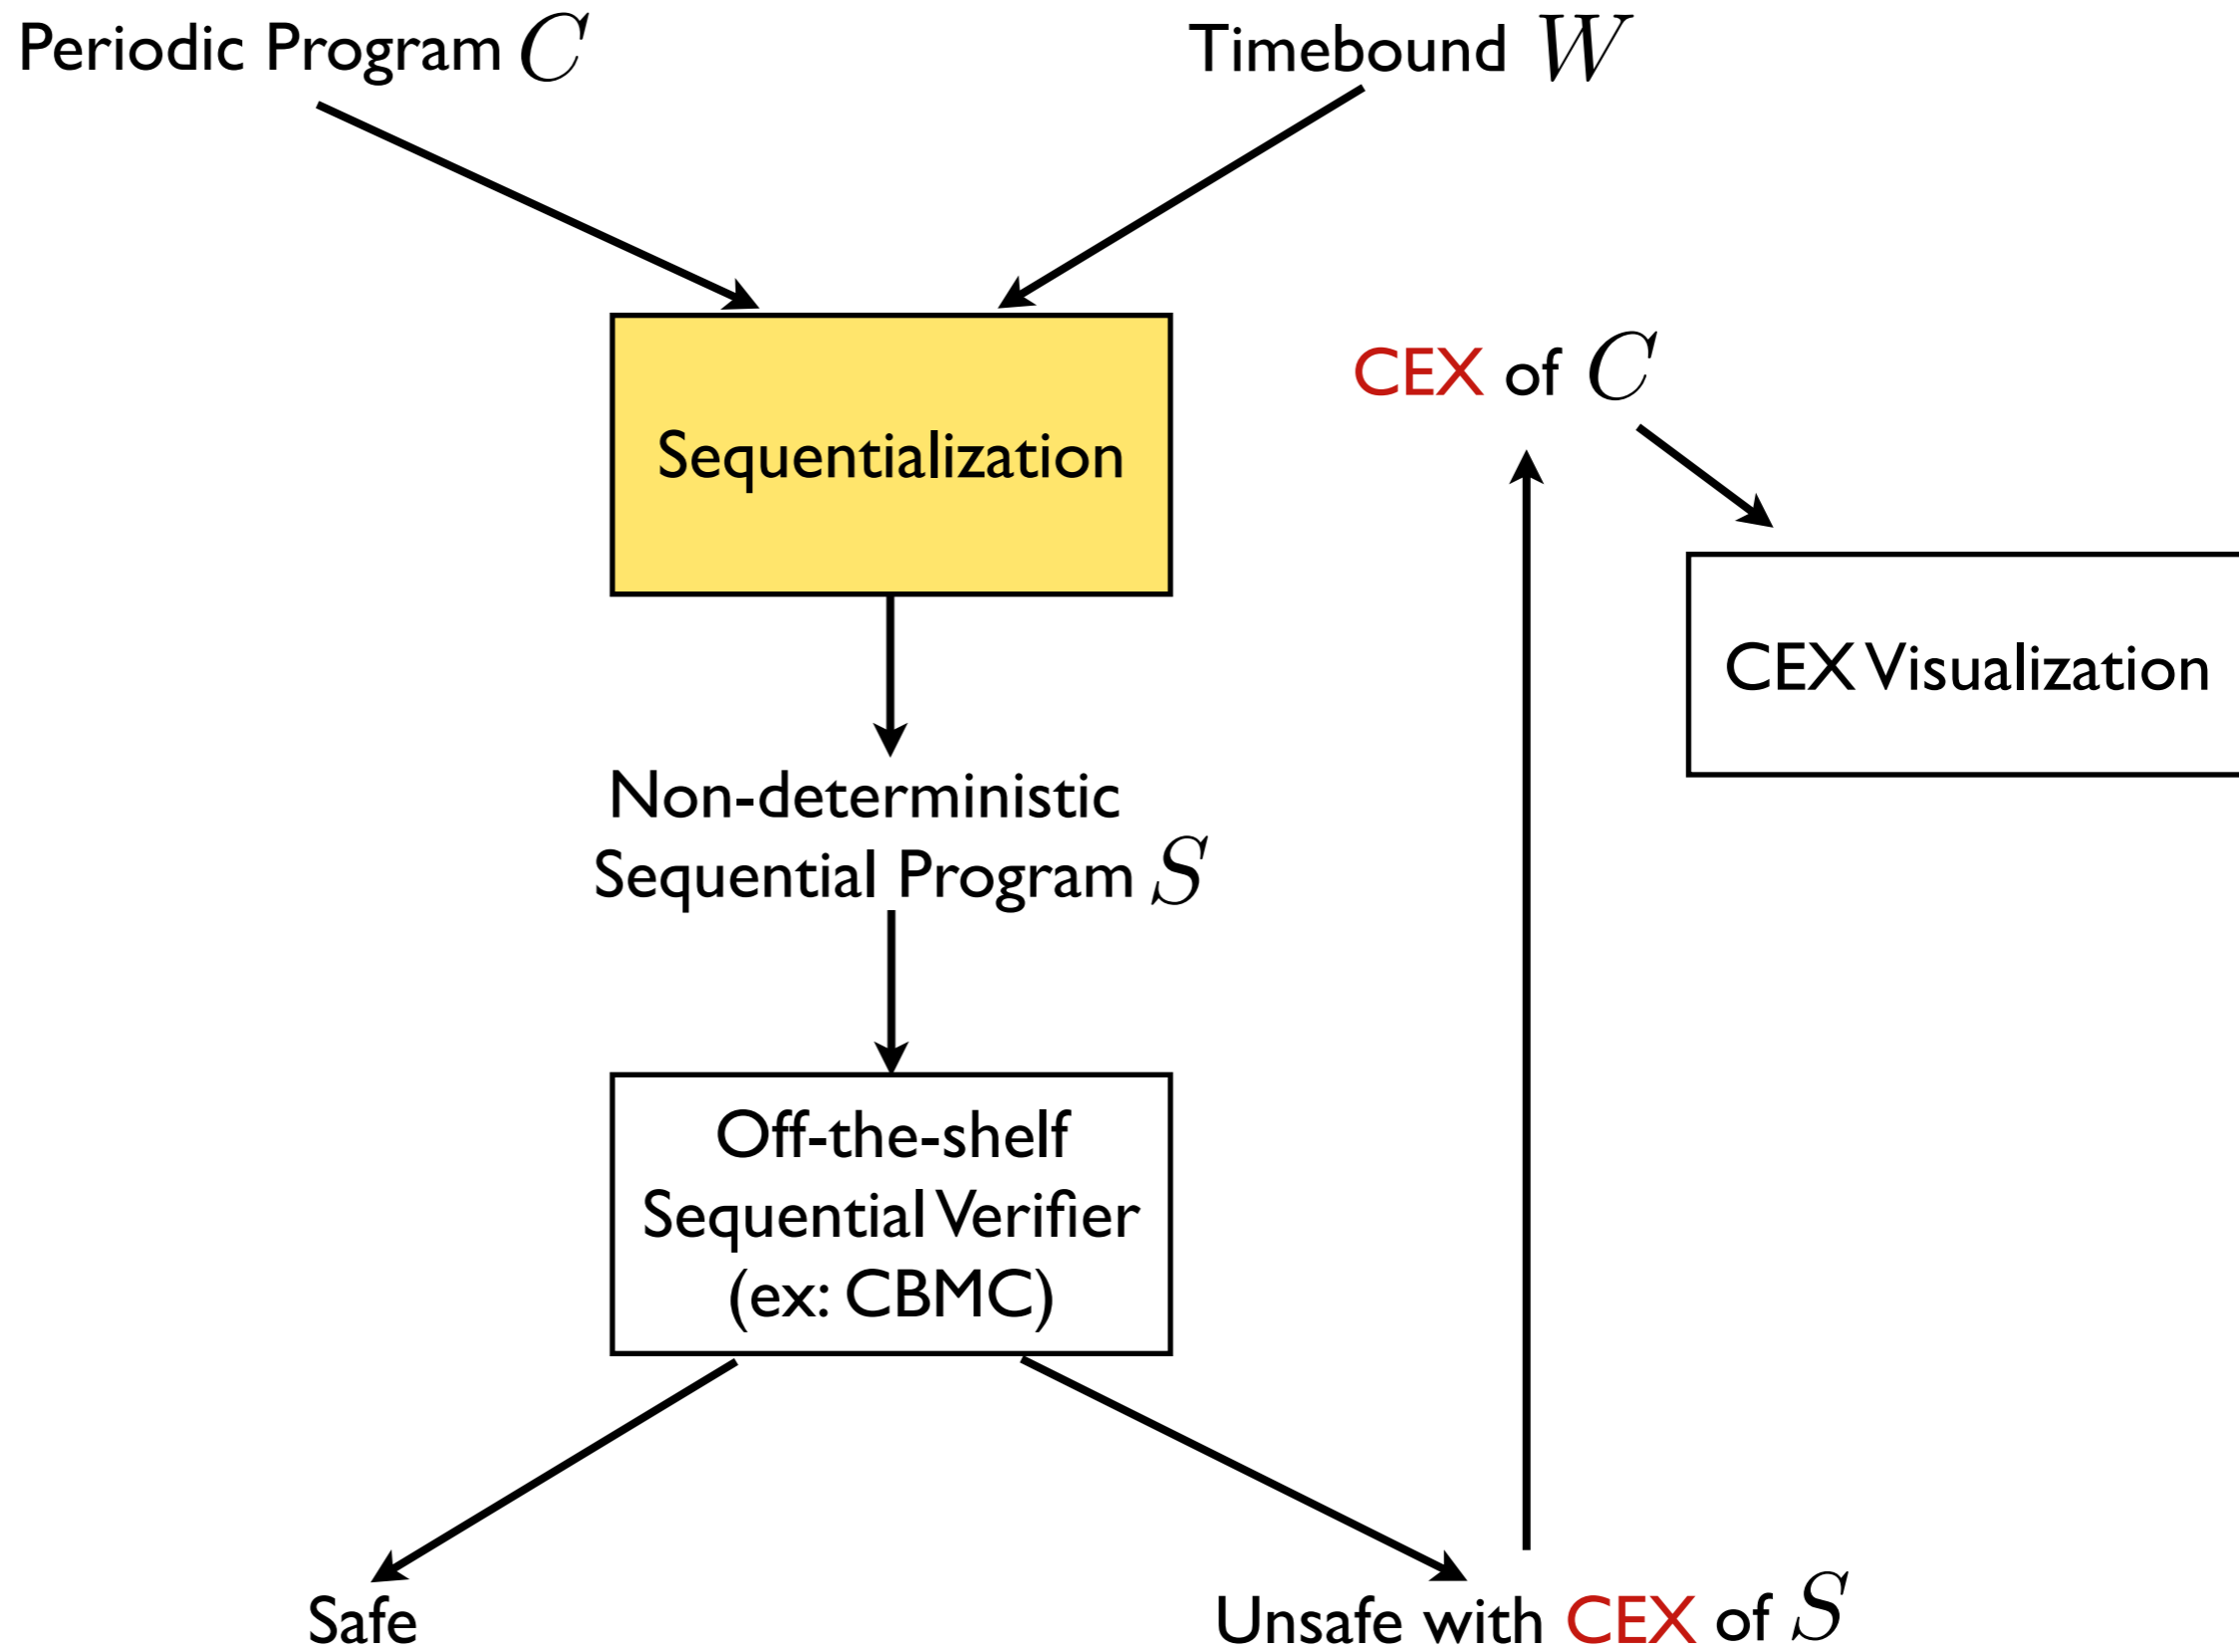 Periodic Program C
Timebound W
Sequentialization
CEX of C
CEX Visualization
Non-deterministic
Sequential Program S
Off-the-shelf
Sequential Verifier
(ex: CBMC)
Safe
Unsafe with CEX of S